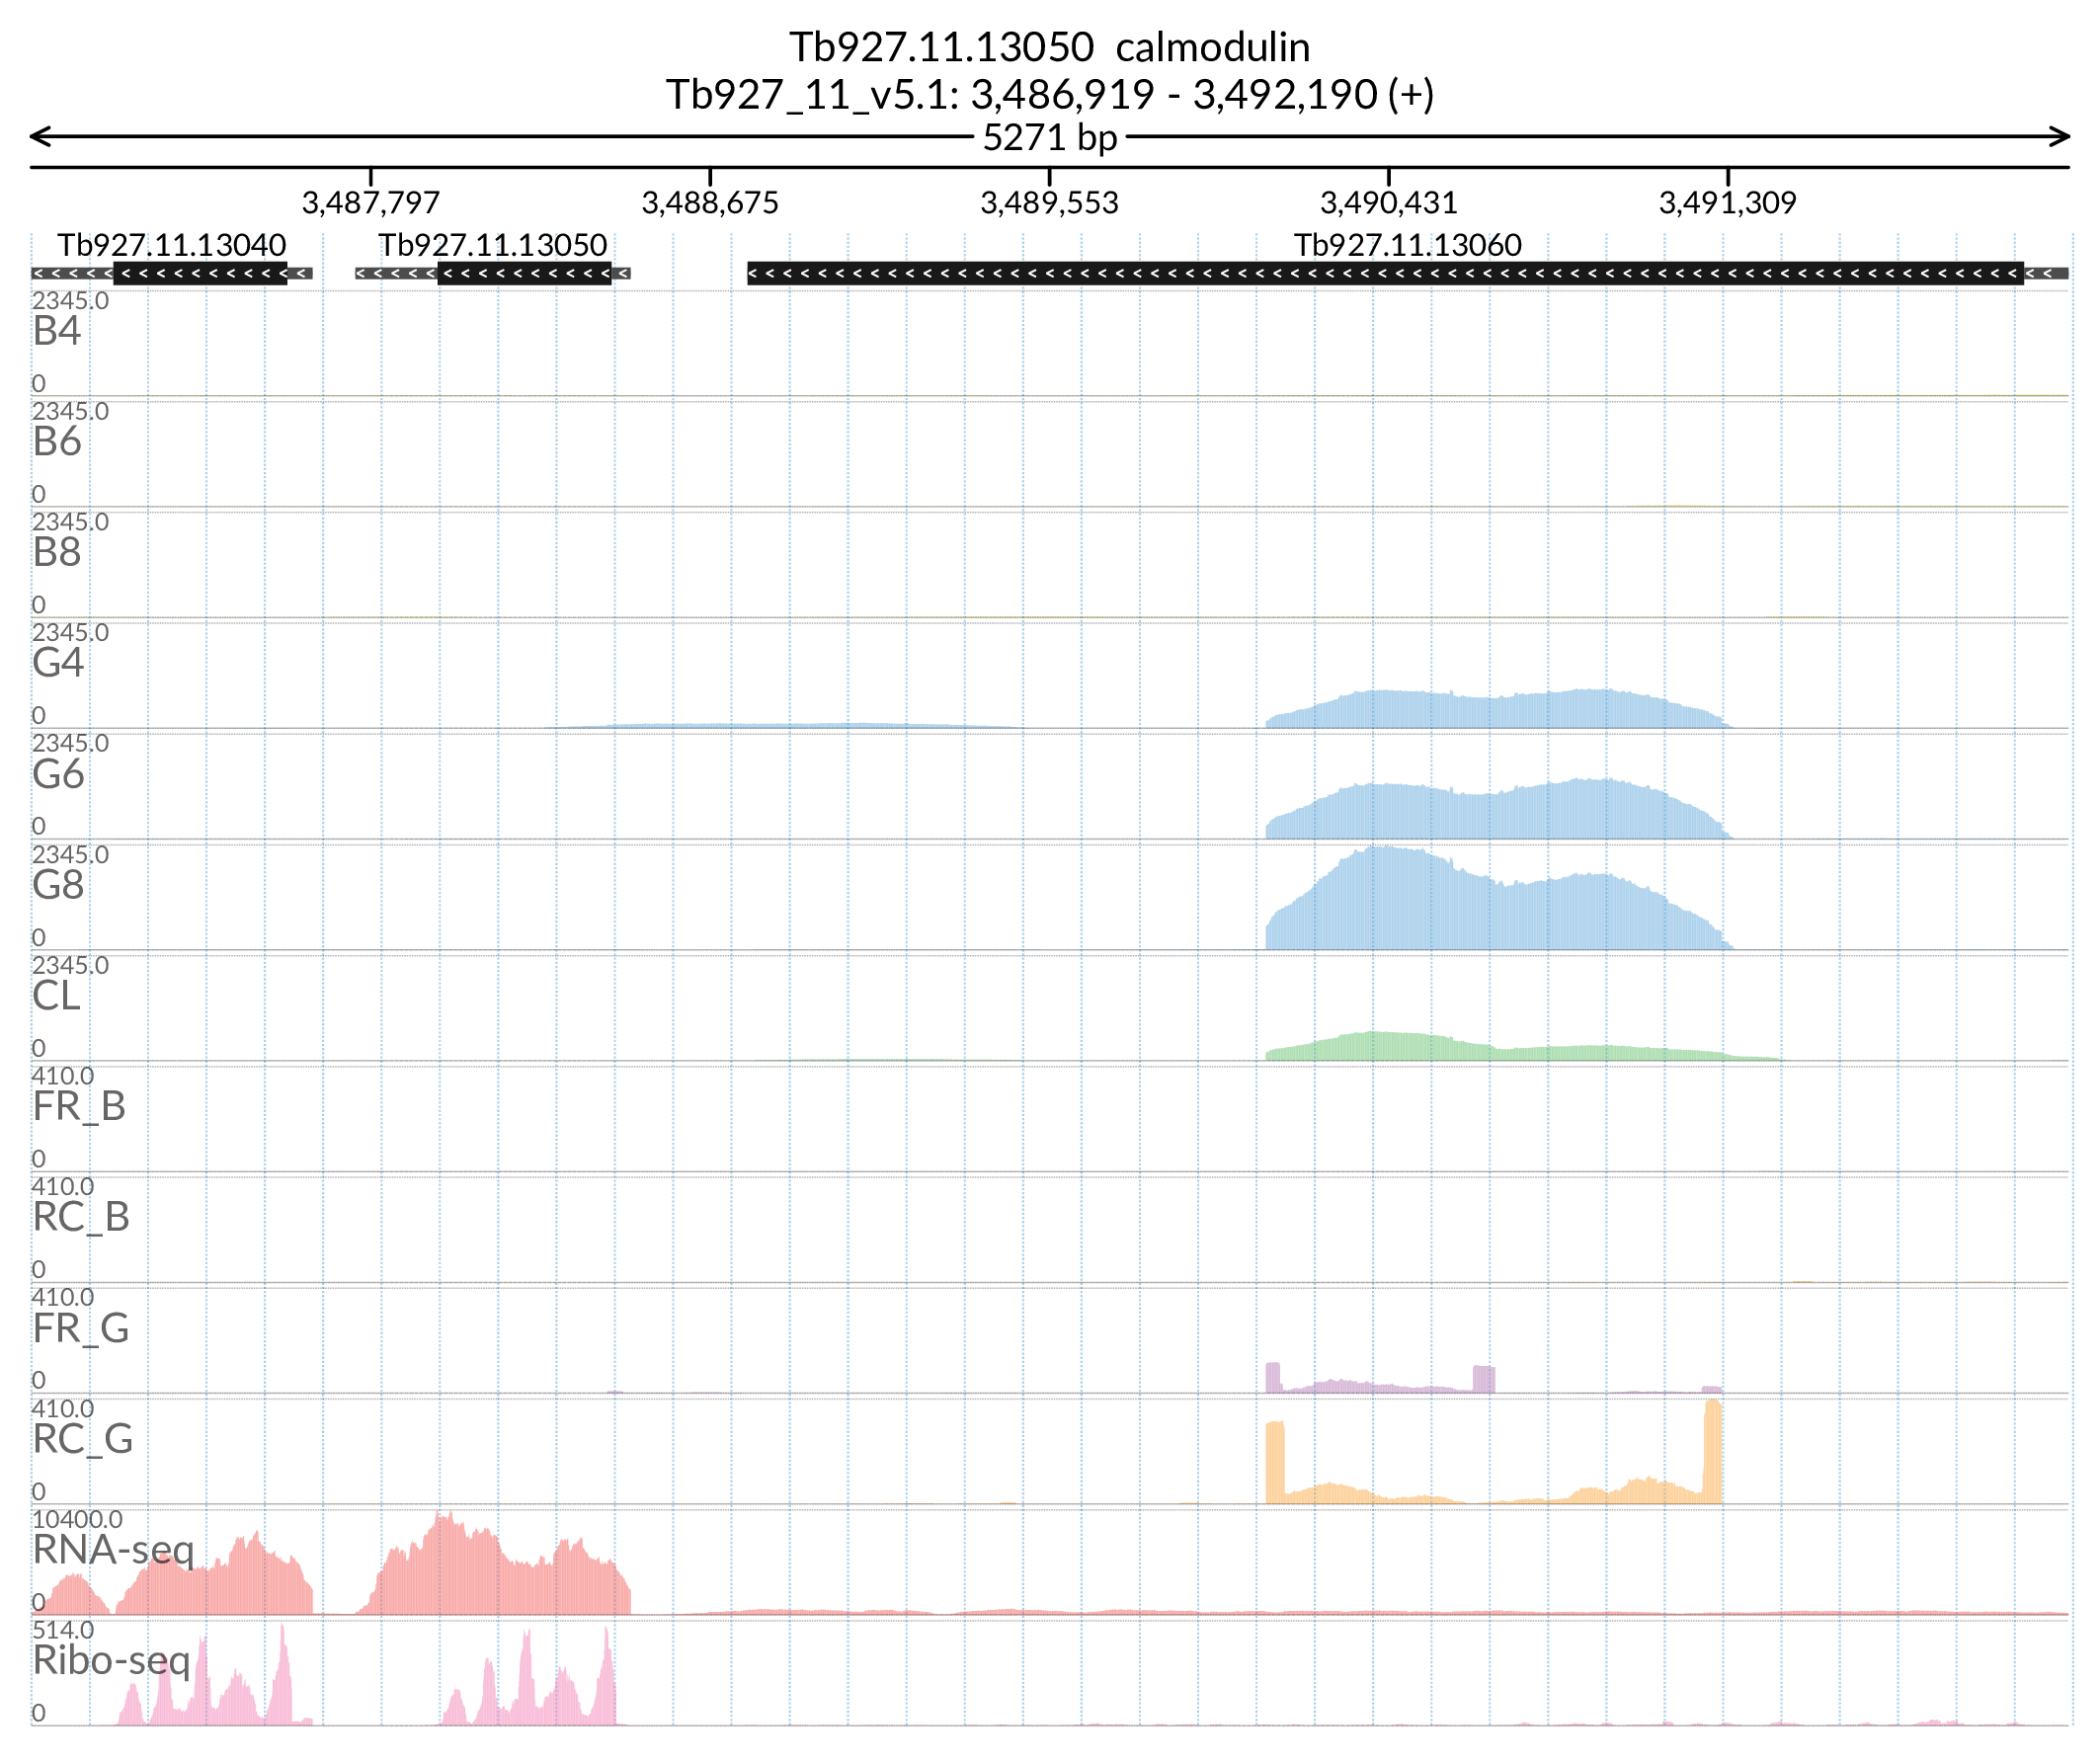 Tb927.11.13050 calmodulin
Tb927_11_v5.1: 3,486,919 - 3,492,190 (+)
5271 bp
3,487,797 3,488,675 3,489,553 3,490,431 3,491,309
Tb927.11.13040 Tb927.11.13050 Tb927.11.13060
2345.0
B4
0
2345.0
B6
0
2345.0
B8
0
2345.0
G4
0
2345.0
G6
0
2345.0
G8
0
2345.0
CL
0
410.0
FR_B
0
410.0
RC_B
0
410.0
FR_G
0
410.0
RC_G
0
10400.0
RNA-seq
0
514.0
Ribo-seq
0